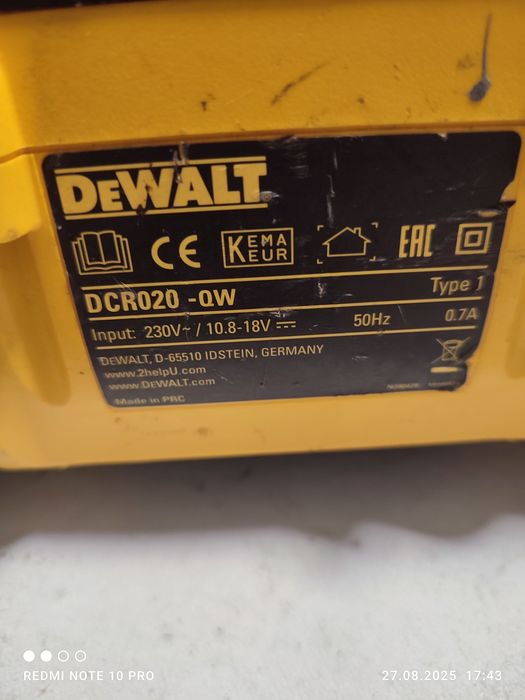 DEWALT
CE KEMA KEUR EAC
DCR020 -QW Type 1
Input: 230V~ / 10.8-18V ⎓ 50Hz 0.7A
DEWALT, D-65510 IDSTEIN, GERMANY
www.2helpU.com
www.DEWALT.com
Made in PRC
REDMI NOTE 10 PRO
27.08.2025 17:43